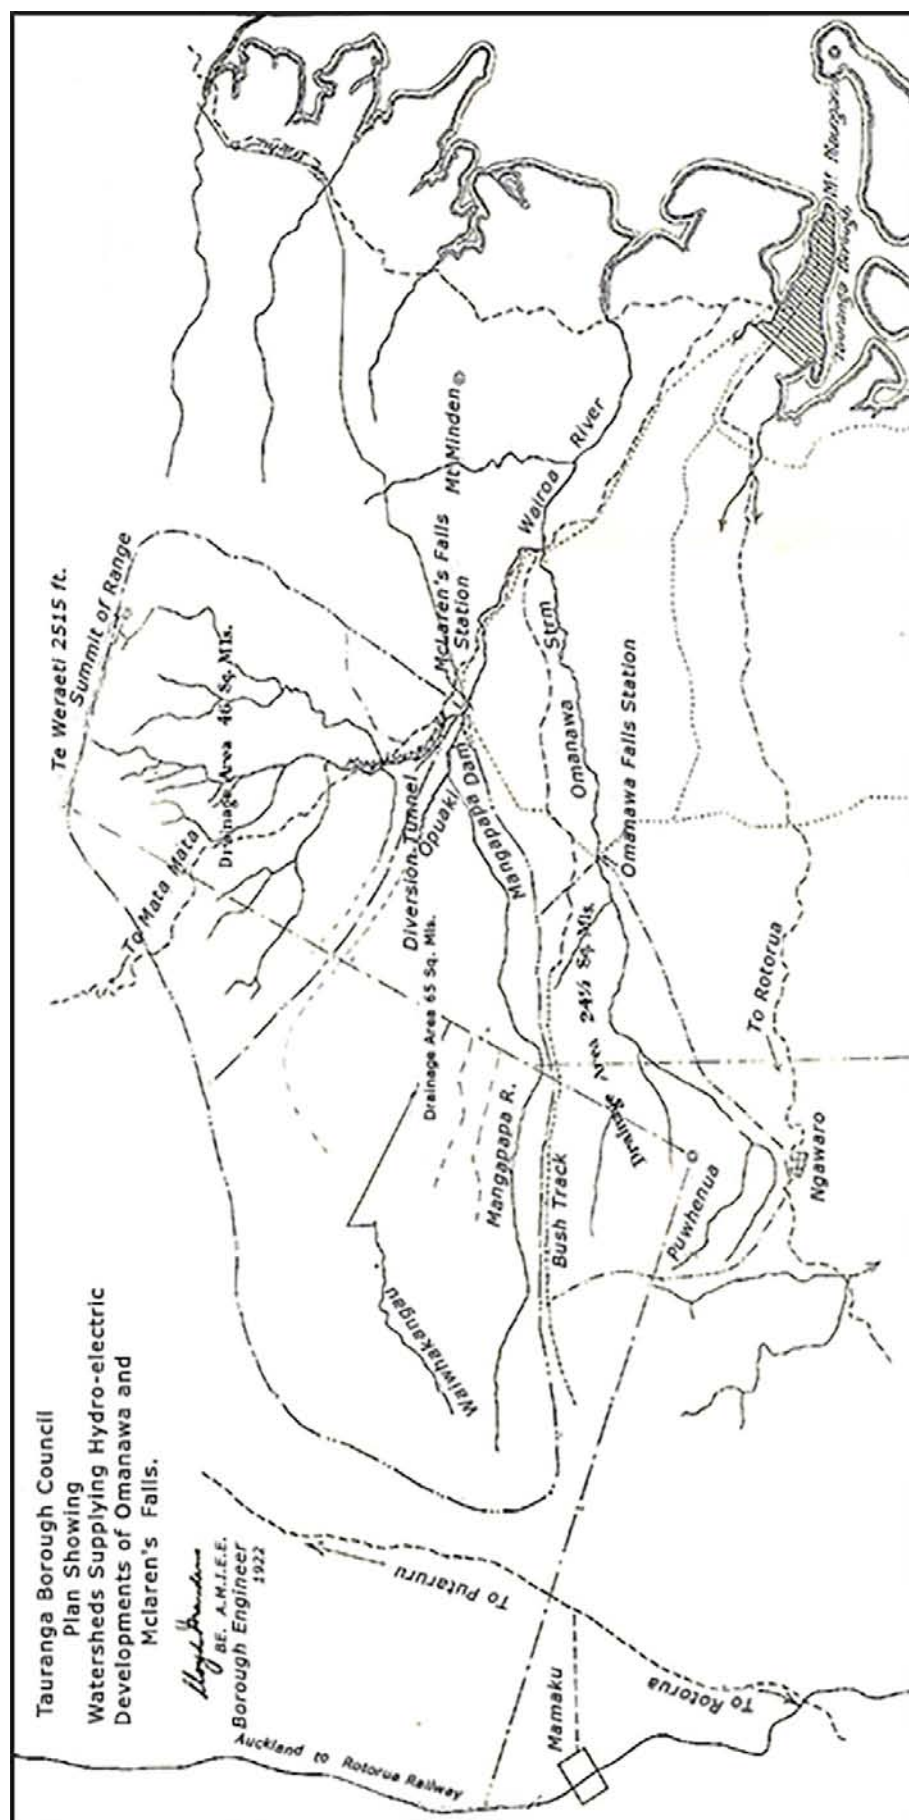 Tauranga Borough Council
Plan Showing
Watersheds Supplying Hydro-electric
Developments of Omanawa and
Mclaren's Falls.
BE. A.M.I.E.E.
Borough Engineer
1922
Auckland to Rotorua Railway
Mamaku
To Rotorua
To Putaruru
Waiwhakangau
Mangapapa R.
Bush Track
Puwhenua
Ngawaro
To Rotorua
Te Weraeti 2515 ft.
Summit of Range
Drainage Area 46 Sq. Mls.
To Mata Mata
Diversion Tunnel
Opuaki
Mangapapa Dam
Drainage Area 65 Sq. Mls.
Drainage Area 24½ Sq. Mls.
McLaren's Falls
Station
Mt Minden
Wairoa River
Omanawa Strm
Omanawa Falls Station
Tauranga Borough
Mt